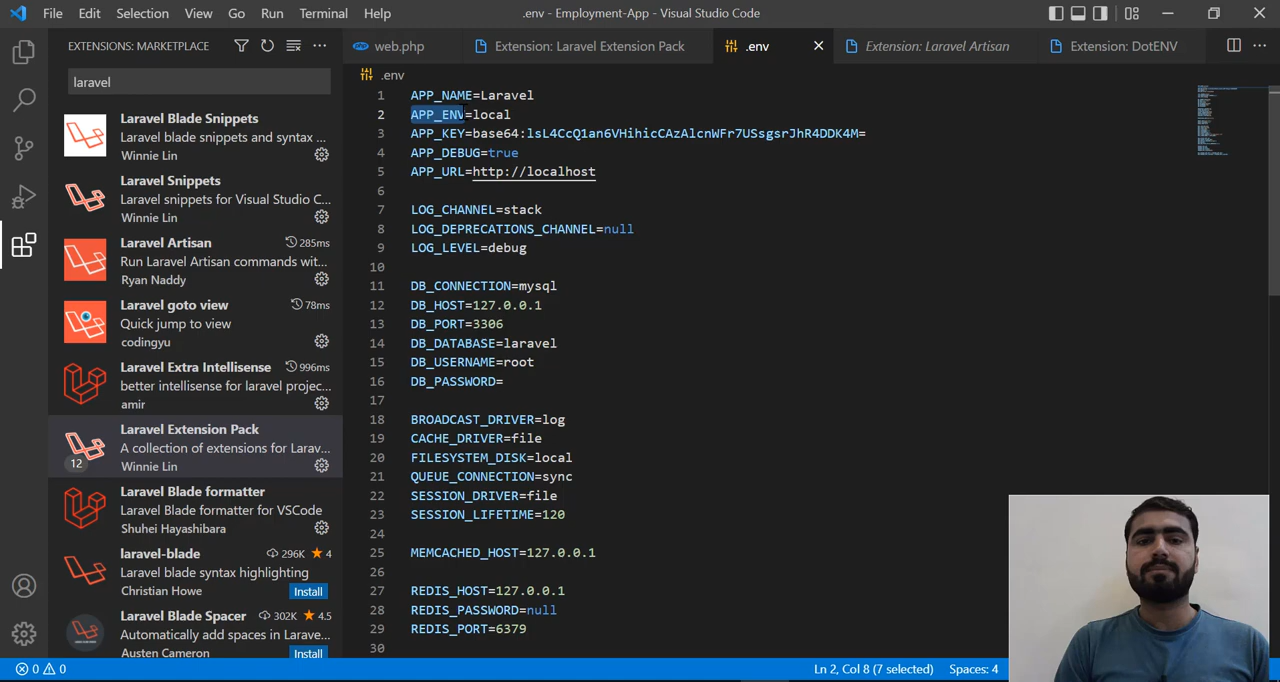 File Edit Selection View Go Run Terminal Help
.env - Employment-App - Visual Studio Code
EXTENSIONS: MARKETPLACE
laravel
Laravel Blade Snippets
Laravel blade snippets and syntax ...
Winnie Lin
Laravel Snippets
Laravel snippets for Visual Studio C...
Winnie Lin
Laravel Artisan 285ms
Run Laravel Artisan commands wit...
Ryan Naddy
Laravel goto view 78ms
Quick jump to view
codingyu
Laravel Extra Intellisense 996ms
better intellisense for laravel projec...
amir
Laravel Extension Pack
A collection of extensions for Larav...
12
Winnie Lin
Laravel Blade formatter
Laravel Blade formatter for VSCode
Shuhei Hayashibara
laravel-blade 296K 4
Laravel blade syntax highlighting
Christian Howe Install
Laravel Blade Spacer 302K 4.5
Automatically add spaces in Larave...
Austen Cameron Install
web.php Extension: Laravel Extension Pack .env Extension: Laravel Artisan Extension: DotENV
.env
1 APP_NAME=Laravel
2 APP_ENV=local
3 APP_KEY=base64:lsL4CcQ1an6VHihicCAzAlcnWFr7USsgsrJhR4DDK4M=
4 APP_DEBUG=true
5 APP_URL=http://localhost
6
7 LOG_CHANNEL=stack
8 LOG_DEPRECATIONS_CHANNEL=null
9 LOG_LEVEL=debug
10
11 DB_CONNECTION=mysql
12 DB_HOST=127.0.0.1
13 DB_PORT=3306
14 DB_DATABASE=laravel
15 DB_USERNAME=root
16 DB_PASSWORD=
17
18 BROADCAST_DRIVER=log
19 CACHE_DRIVER=file
20 FILESYSTEM_DISK=local
21 QUEUE_CONNECTION=sync
22 SESSION_DRIVER=file
23 SESSION_LIFETIME=120
24
25 MEMCACHED_HOST=127.0.0.1
26
27 REDIS_HOST=127.0.0.1
28 REDIS_PASSWORD=null
29 REDIS_PORT=6379
30
0 0
Ln 2, Col 8 (7 selected) Spaces: 4